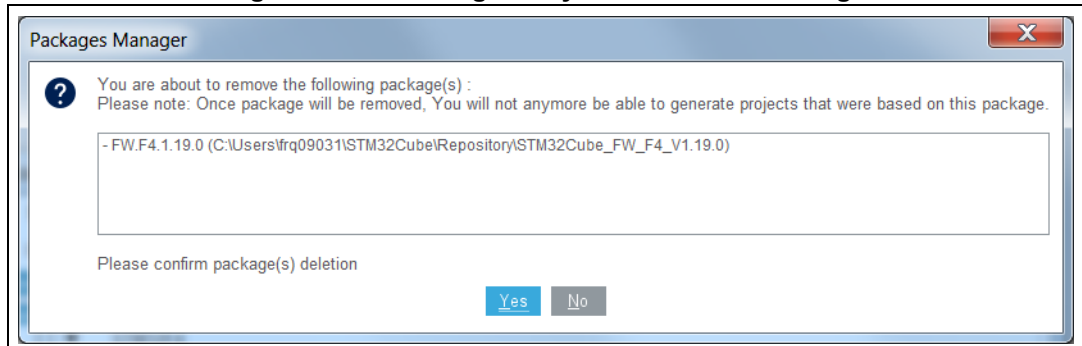 Packages Manager
X
?
You are about to remove the following package(s) :
Please note: Once package will be removed, You will not anymore be able to generate projects that were based on this package.
- FW.F4.1.19.0 (C:\Users\frq09031\STM32Cube\Repository\STM32Cube_FW_F4_V1.19.0)
Please confirm package(s) deletion
Yes No